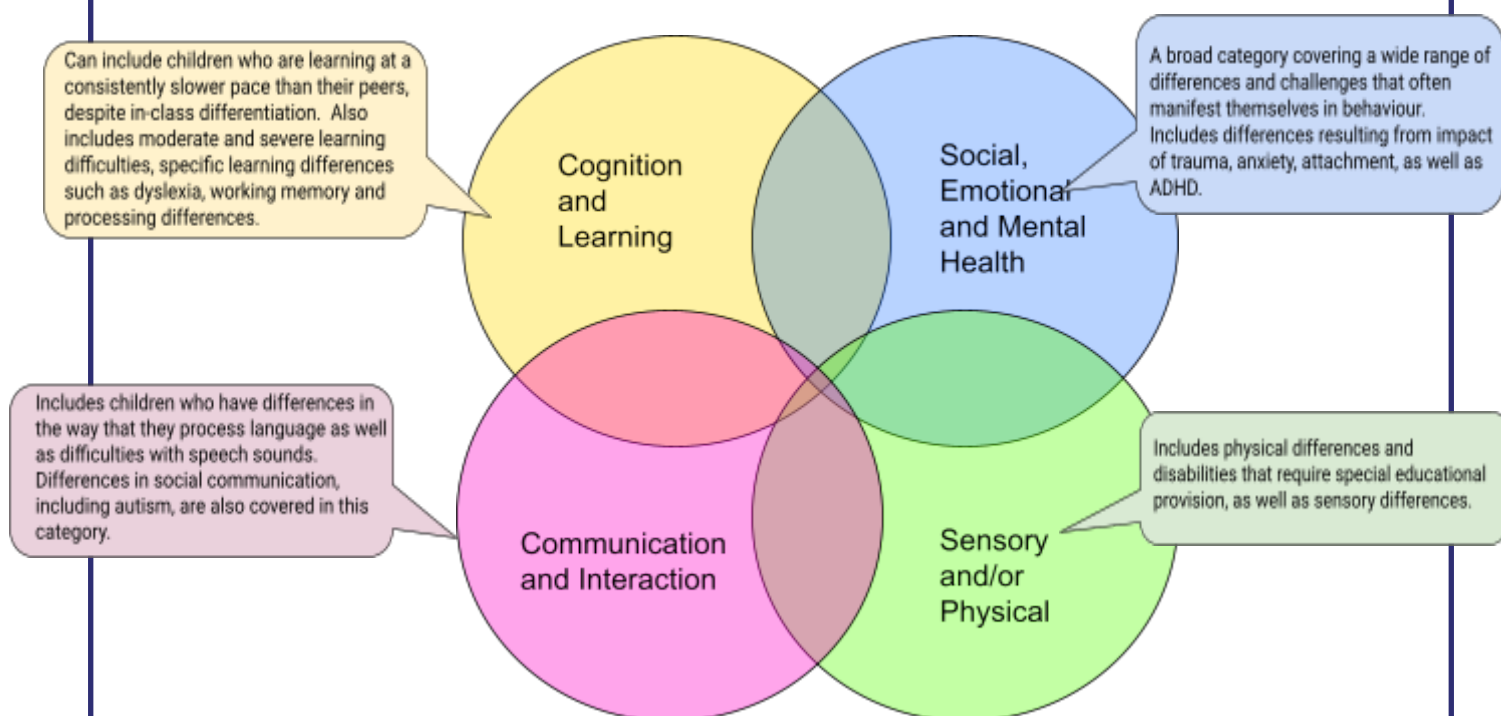 Can include children who are learning at a
consistently slower pace than their peers,
despite in-class differentiation.  Also
includes moderate and severe learning
difficulties, specific learning differences
such as dyslexia, working memory and
processing differences.
Cognition
and
Learning
Social,
Emotional
and Mental
Health
A broad category covering a wide range of
differences and challenges that often
manifest themselves in behaviour.
Includes differences resulting from impact
of trauma, anxiety, attachment, as well as
ADHD.
Includes children who have differences in
the way that they process language as well
as difficulties with speech sounds.
Differences in social communication,
including autism, are also covered in this
category.
Communication
and Interaction
Sensory
and/or
Physical
Includes physical differences and
disabilities that require special educational
provision, as well as sensory differences.